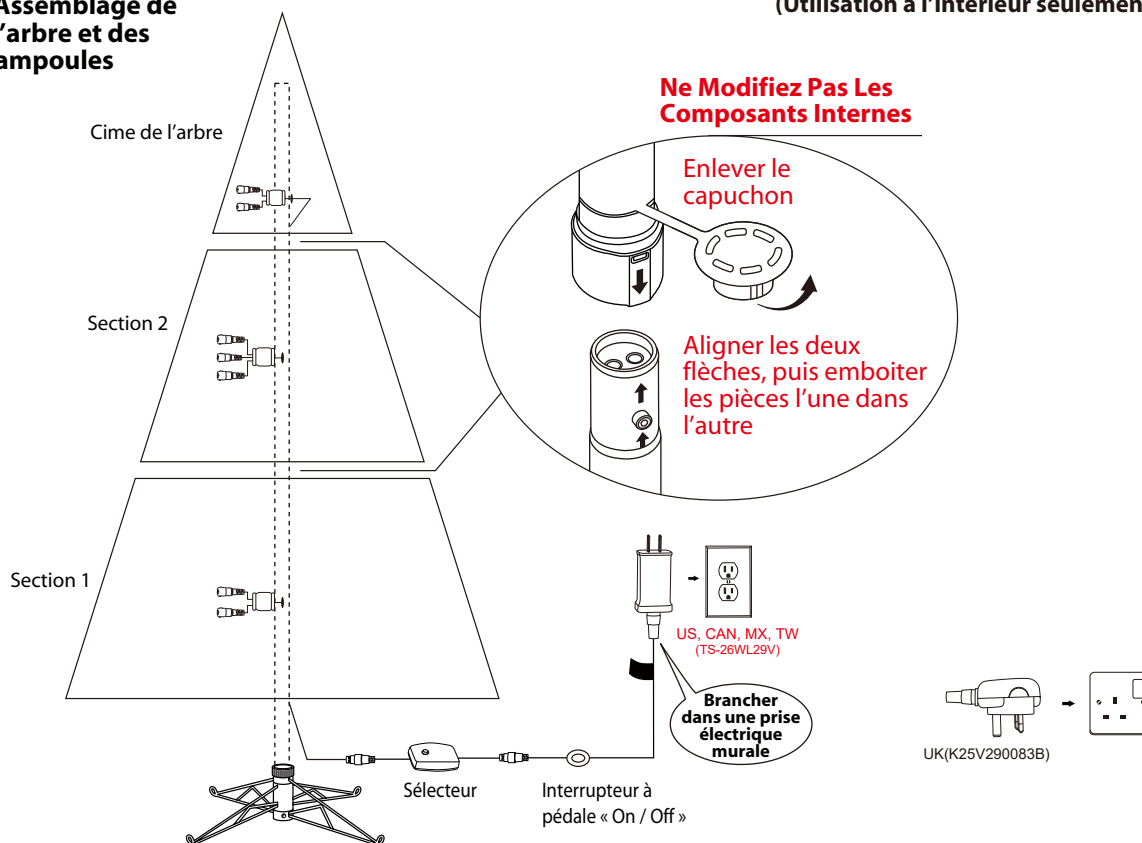 Assemblage de
l'arbre et des
ampoules
(Utilisation à l'intérieur seulement
Ne Modifiez Pas Les
Composants Internes
Cime de l'arbre
Enlever le
capuchon
Section 2
Aligner les deux
flèches, puis emboiter
les pièces l'une dans
l'autre
Section 1
US, CAN, MX, TW
(TS-26WL29V)
Brancher
dans une prise
électrique
murale
UK(K25V290083B)
Sélecteur
Interrupteur à
pédale « On / Off »